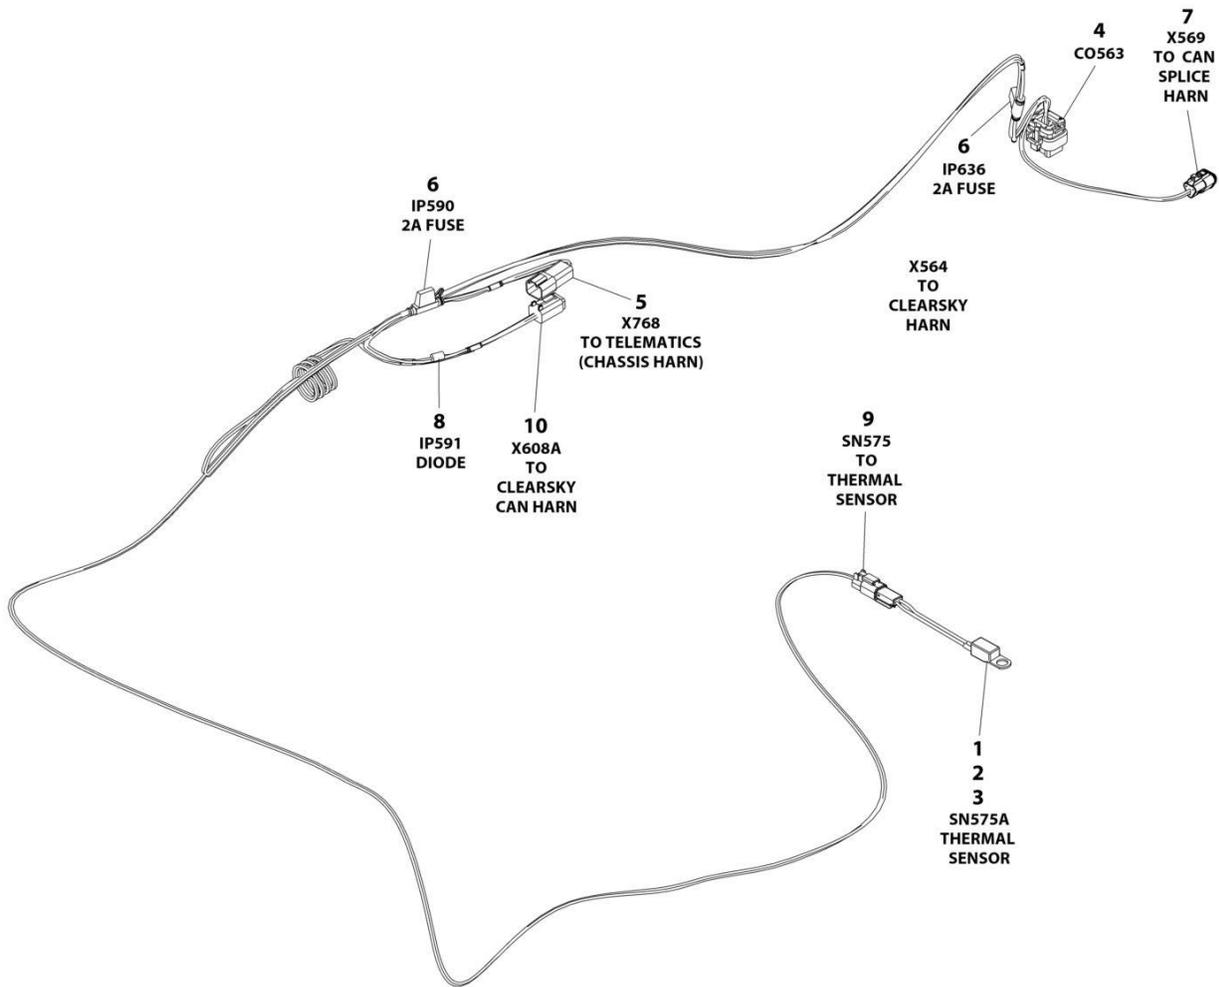 7
X569
TO CAN
SPLICE
HARN
4
CO563
6
IP636
2A FUSE
6
IP590
2A FUSE
X564
TO
CLEARSKY
HARN
5
X768
TO TELEMATICS
(CHASSIS HARN)
8
IP591
DIODE
10
X608A
TO
CLEARSKY
CAN HARN
9
SN575
TO
THERMAL
SENSOR
1
2
3
SN575A
THERMAL
SENSOR